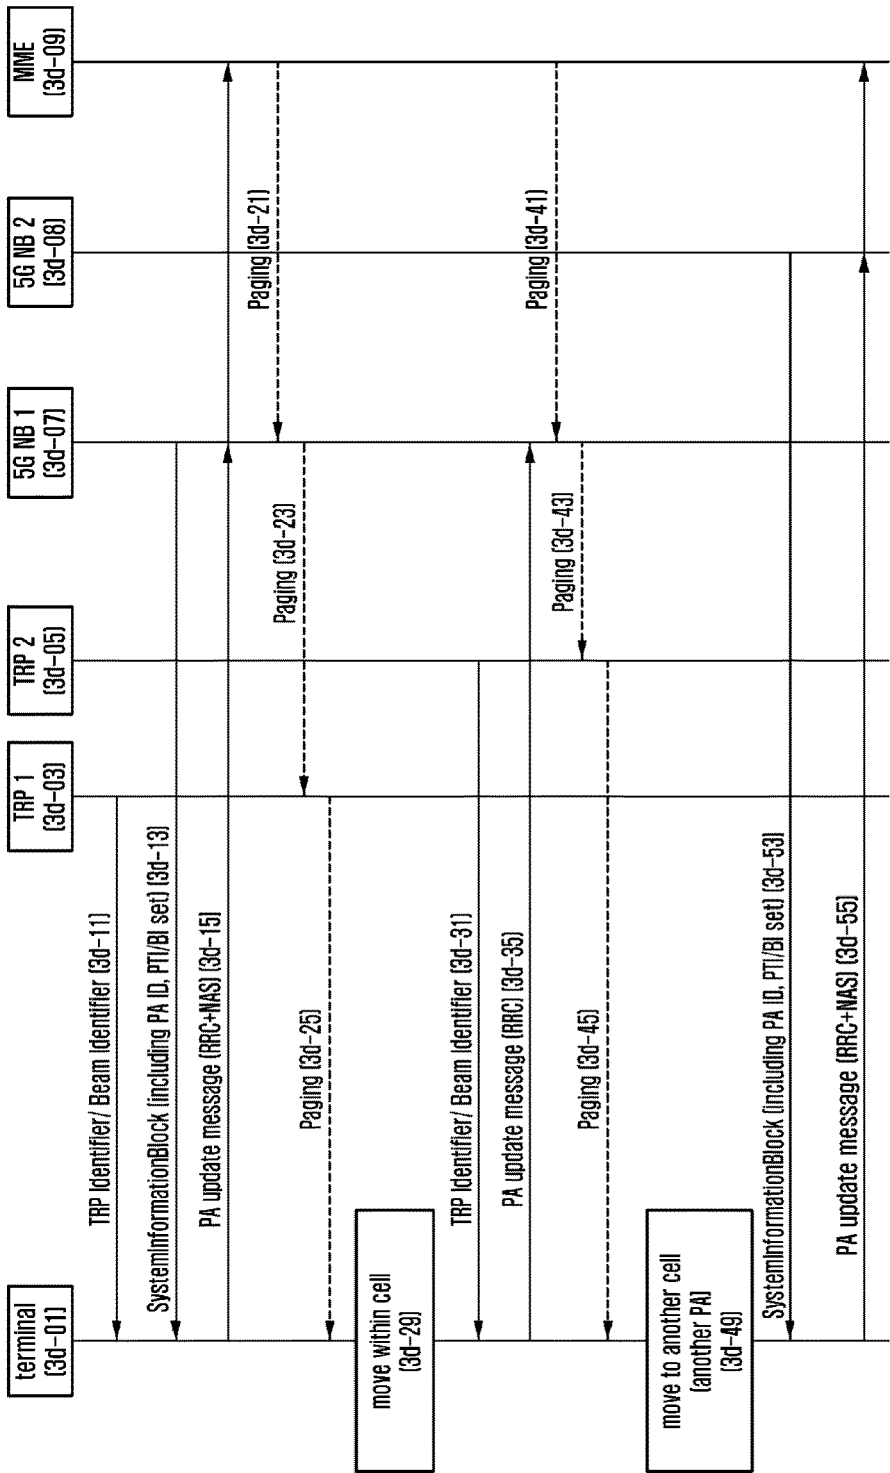 terminal
(3d-01)
TRP 1
(3d-03)
TRP 2
(3d-05)
5G NB 1
(3d-07)
5G NB 2
(3d-08)
MME
(3d-09)
TRP Identifier/ Beam Identifier (3d-11)
SystemInformationBlock (including PA ID, PTI/BI set) (3d-13)
PA update message (RRC+NAS) (3d-15)
Paging (3d-21)
Paging (3d-23)
Paging (3d-25)
move within cell
(3d-29)
TRP Identifier/ Beam Identifier (3d-31)
PA update message (RRC) (3d-35)
Paging (3d-41)
Paging (3d-43)
Paging (3d-45)
move to another cell
(another PA)
(3d-49)
SystemInformationBlock (including PA ID, PTI/BI set) (3d-53)
PA update message (RRC+NAS) (3d-55)